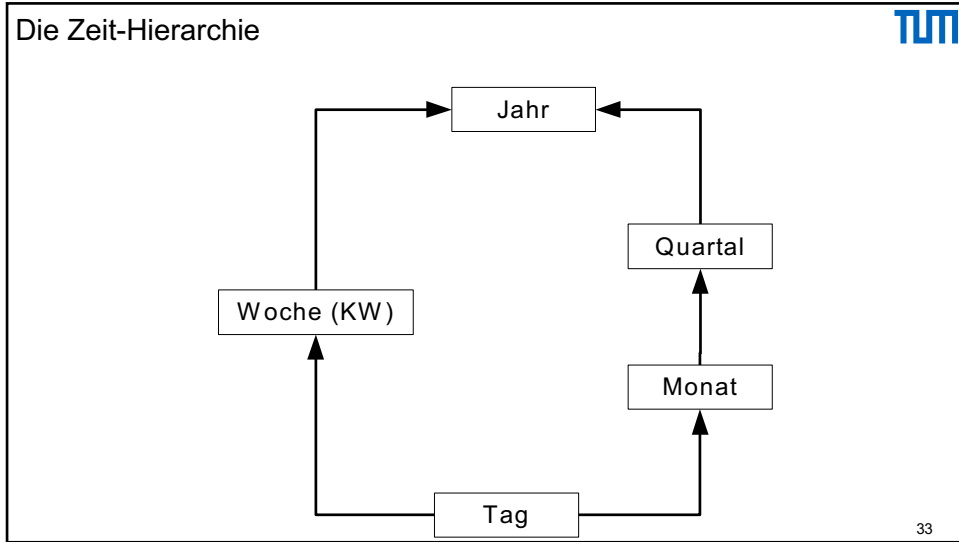 Die Zeit-Hierarchie
TUM
Jahr
Quartal
Woche (KW)
Monat
Tag
33